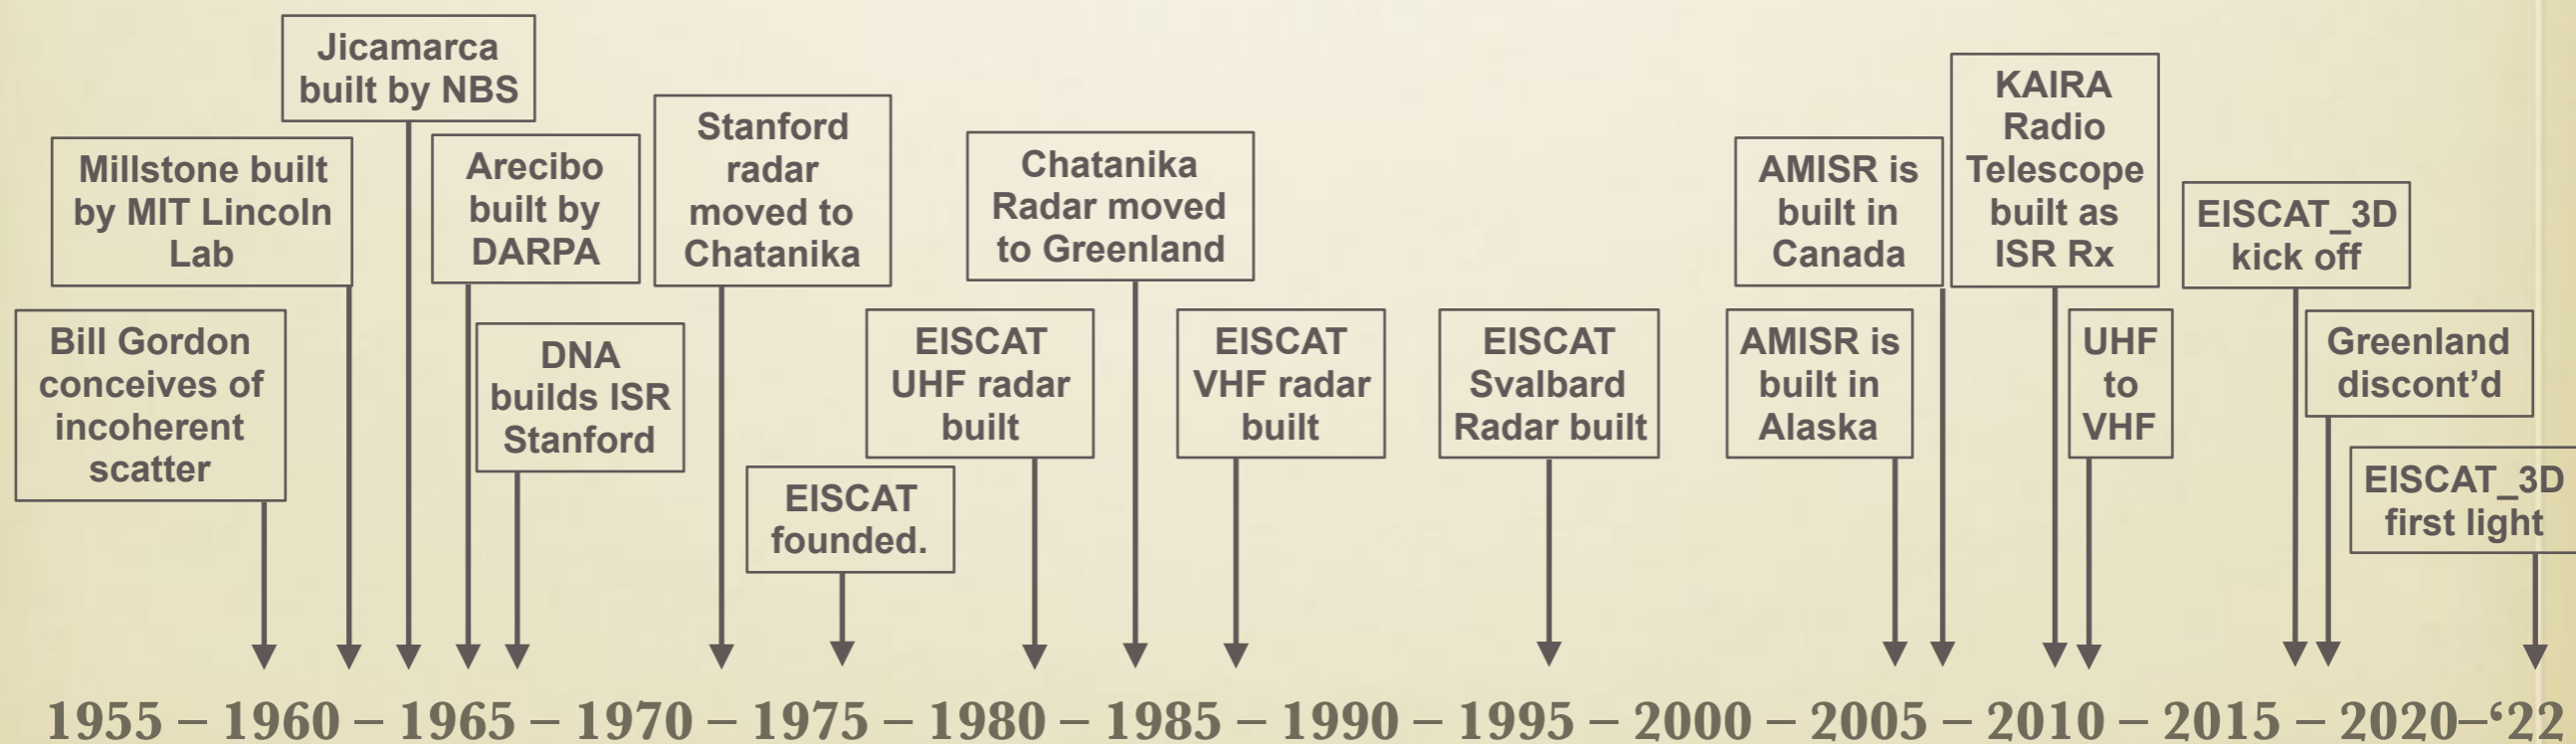 Jicamarca
built by NBS
Millstone built
by MIT Lincoln
Lab
Bill Gordon
conceives of
incoherent
scatter
Arecibo
built by
DARPA
DNA
builds ISR
Stanford
Stanford
radar
moved to
Chatanika
EISCAT
founded.
EISCAT
UHF radar
built
Chatanika
Radar moved
to Greenland
EISCAT
VHF radar
built
EISCAT
Svalbard
Radar built
AMISR is
built in
Alaska
AMISR is
built in
Canada
KAIRA
Radio
Telescope
built as
ISR Rx
UHF
to
VHF
EISCAT_3D
kick off
Greenland
discont’d
EISCAT_3D
first light
1955 – 1960 – 1965 – 1970 – 1975 – 1980 – 1985 – 1990 – 1995 – 2000 – 2005 – 2010 – 2015 – 2020–‘22